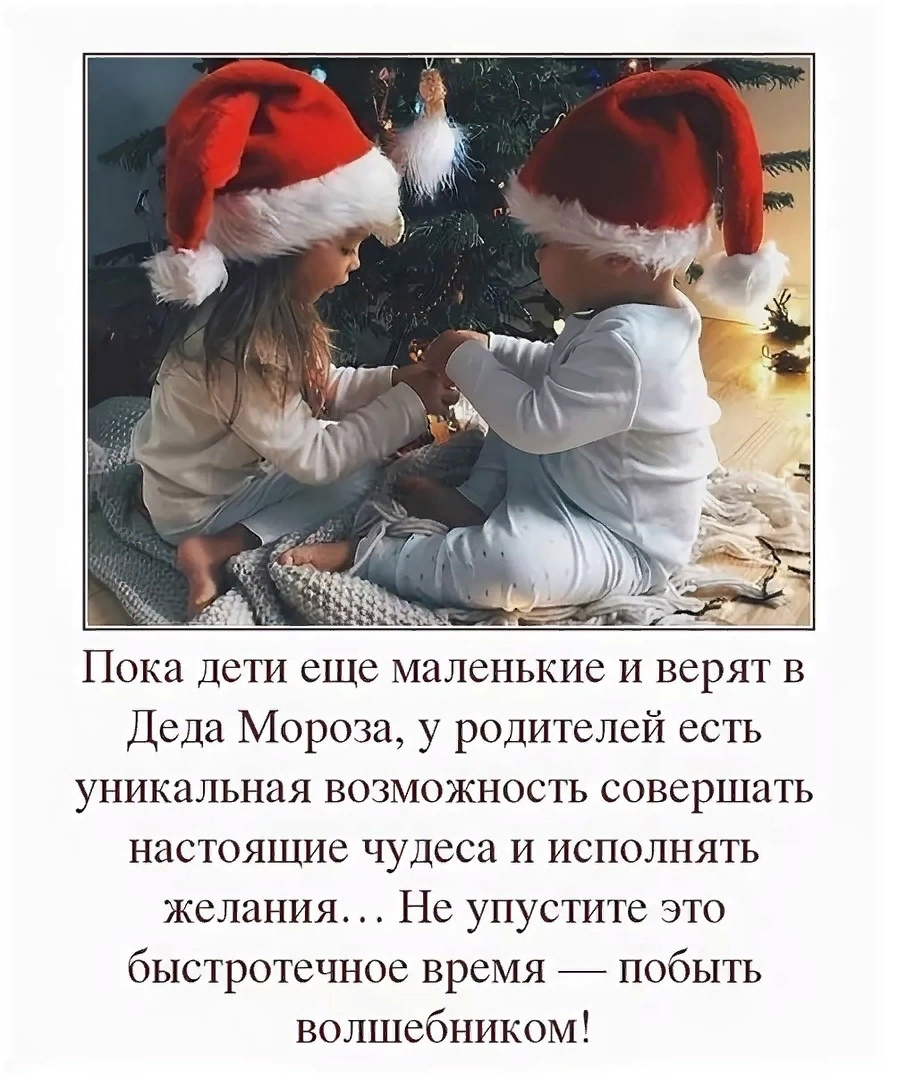 Пока дети еще маленькие и верят в
Деда Мороза, у родителей есть
уникальная возможность совершать
настоящие чудеса и исполнять
желания… Не упустите это
быстротечное время — побыть
волшебником!